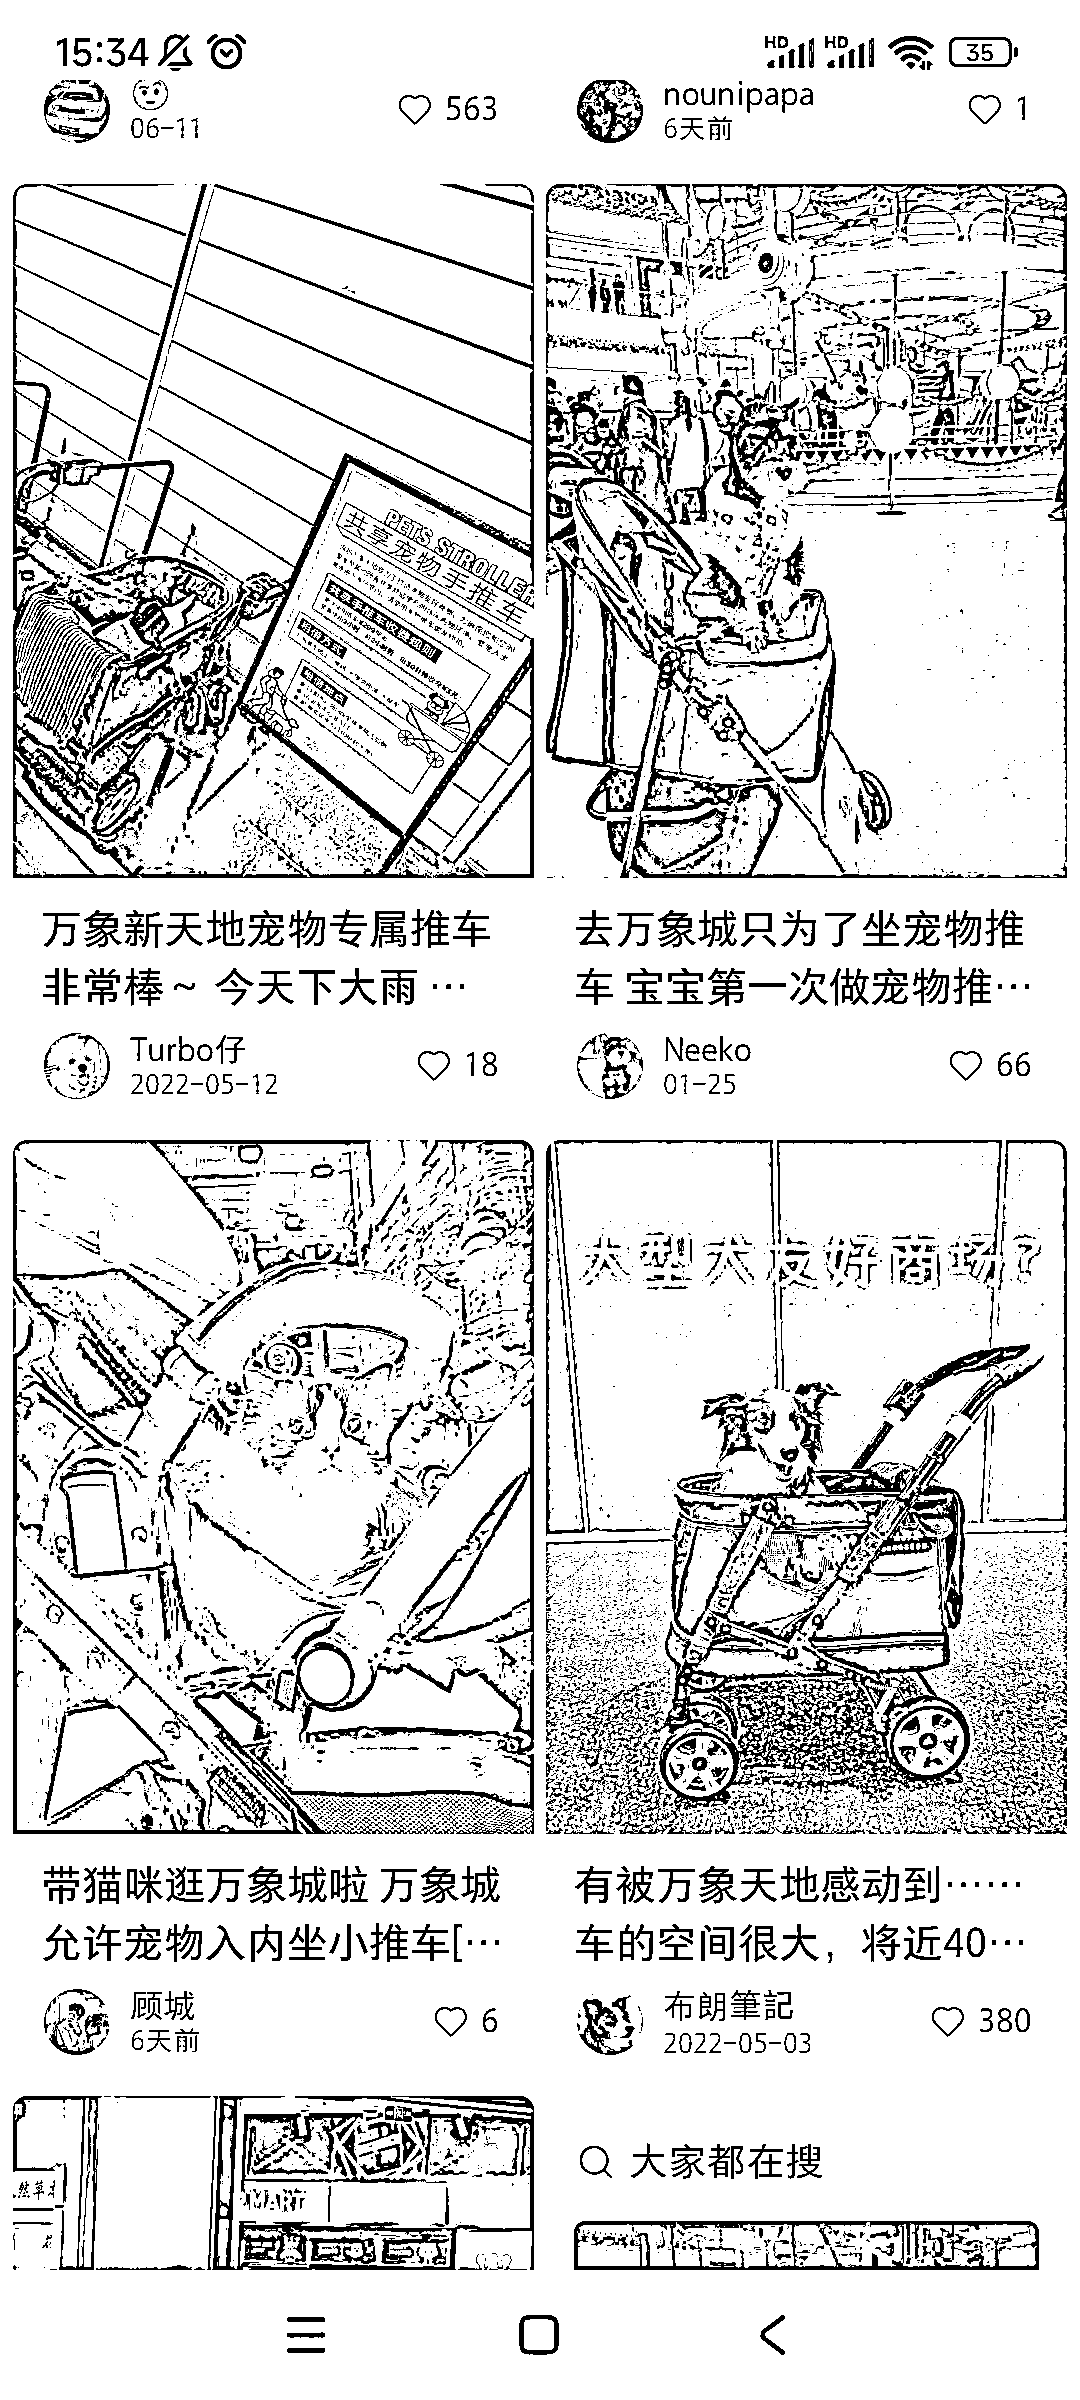 15:34
HD HD 35
06-11
563
nounipapa
6天前
1
PETS STROLLER
共享宠物手推车
万象新天地宠物专属推车
非常棒~ 今天下大雨 …
Turbo仔
2022-05-12
18
去万象城只为了坐宠物推
车 宝宝第一次做宠物推…
Neeko
01-25
66
大型犬友好商场?
带猫咪逛万象城啦 万象城
允许宠物入内坐小推车[…
顾城
6天前
6
有被万象天地感动到……
车的空间很大，将近40…
布朗筆記
2022-05-03
380
MART
大家都在搜